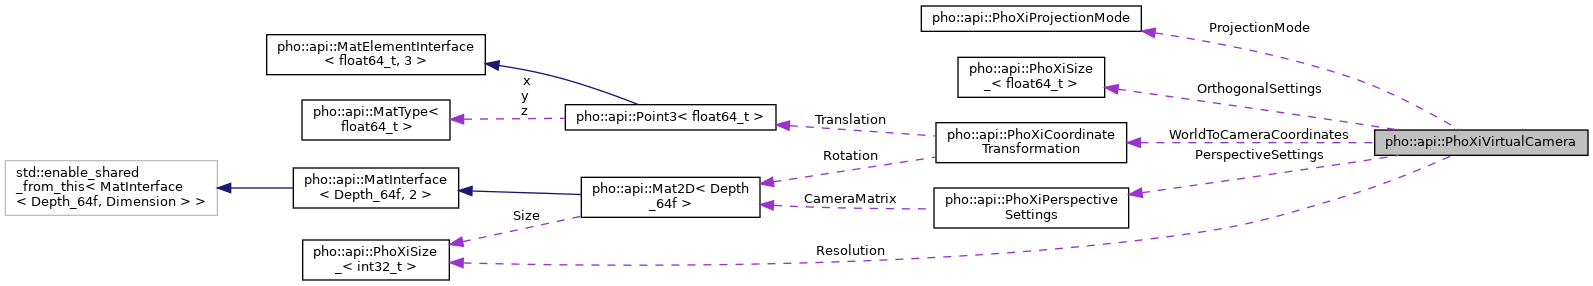 pho::api::PhoXiProjectionMode
ProjectionMode
pho::api::MatElementInterface
< float64_t, 3 >
pho::api::PhoXiSize
_< float64_t >
x
y
z
OrthogonalSettings
pho::api::MatType<
float64_t >
pho::api::Point3< float64_t >
Translation
pho::api::PhoXiCoordinate
Transformation
WorldToCameraCoordinates
pho::api::PhoXiVirtualCamera
Rotation
PerspectiveSettings
std::enable_shared
_from_this< MatInterface
< Depth_64f, Dimension > >
pho::api::MatInterface
< Depth_64f, 2 >
pho::api::Mat2D< Depth
_64f >
CameraMatrix
pho::api::PhoXiPerspective
Settings
Size
pho::api::PhoXiSize
_< int32_t >
Resolution